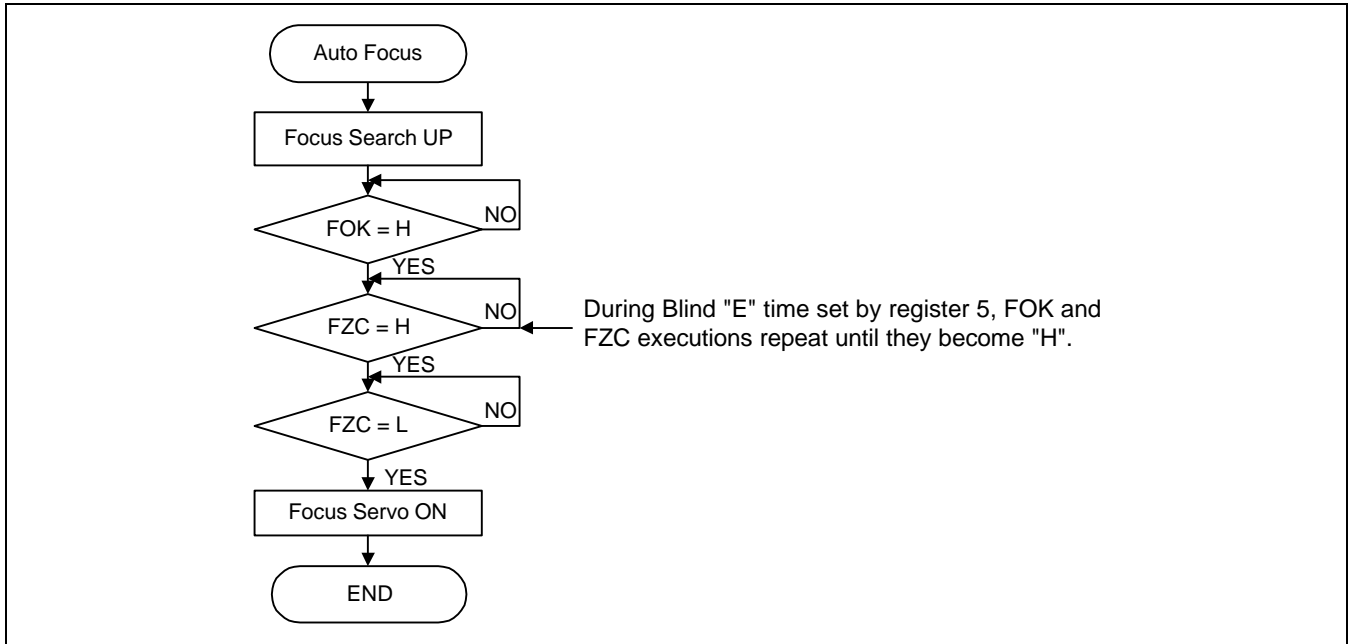 Auto Focus
Focus Search UP
FOK = H
NO
YES
FZC = H
NO
During Blind "E" time set by register 5, FOK and
FZC executions repeat until they become "H".
YES
FZC = L
NO
YES
Focus Servo ON
END